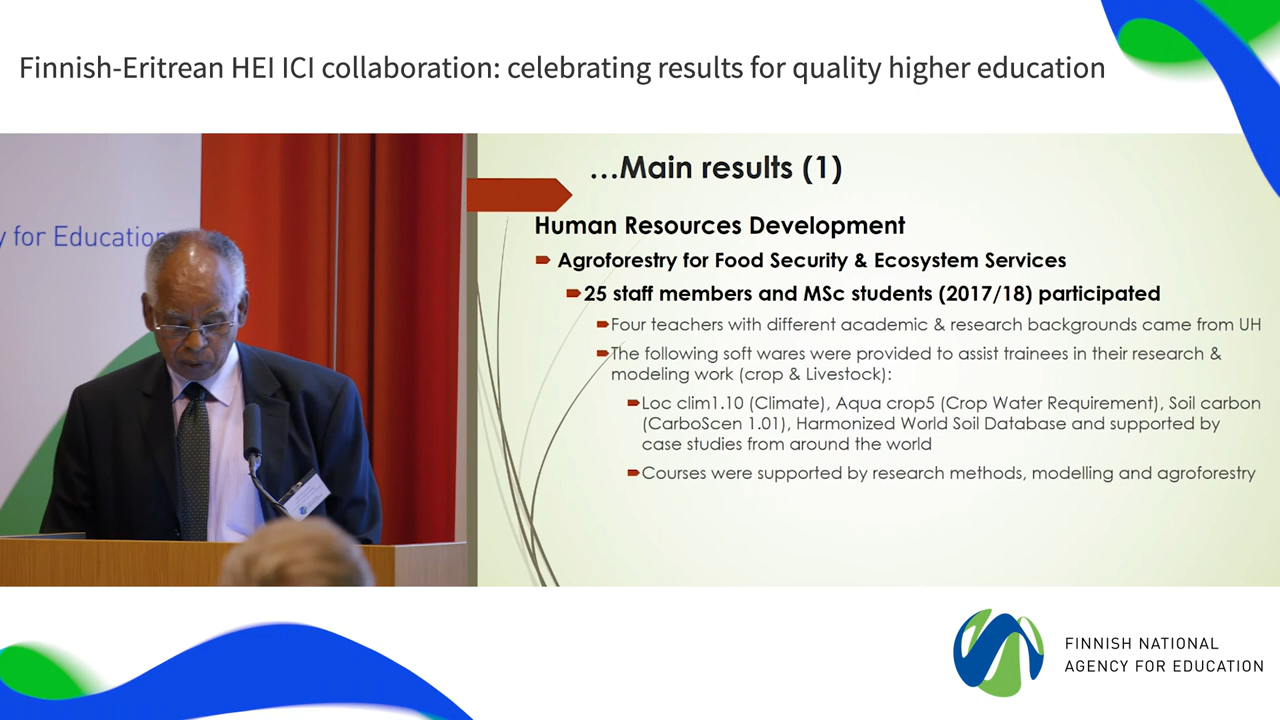 Finnish-Eritrean HEI ICI collaboration: celebrating results for quality higher education
y for Education
...Main results (1)
Human Resources Development
Agroforestry for Food Security & Ecosystem Services
25 staff members and MSc students (2017/18) participated
Four teachers with different academic & research backgrounds came from UH
The following soft wares were provided to assist trainees in their research &
modeling work (crop & Livestock):
Loc clim1.10 (Climate), Aqua crop5 (Crop Water Requirement), Soil carbon
(CarboScen 1.01), Harmonized World Soil Database and supported by
case studies from around the world
Courses were supported by research methods, modelling and agroforestry
FINNISH NATIONAL
AGENCY FOR EDUCATION